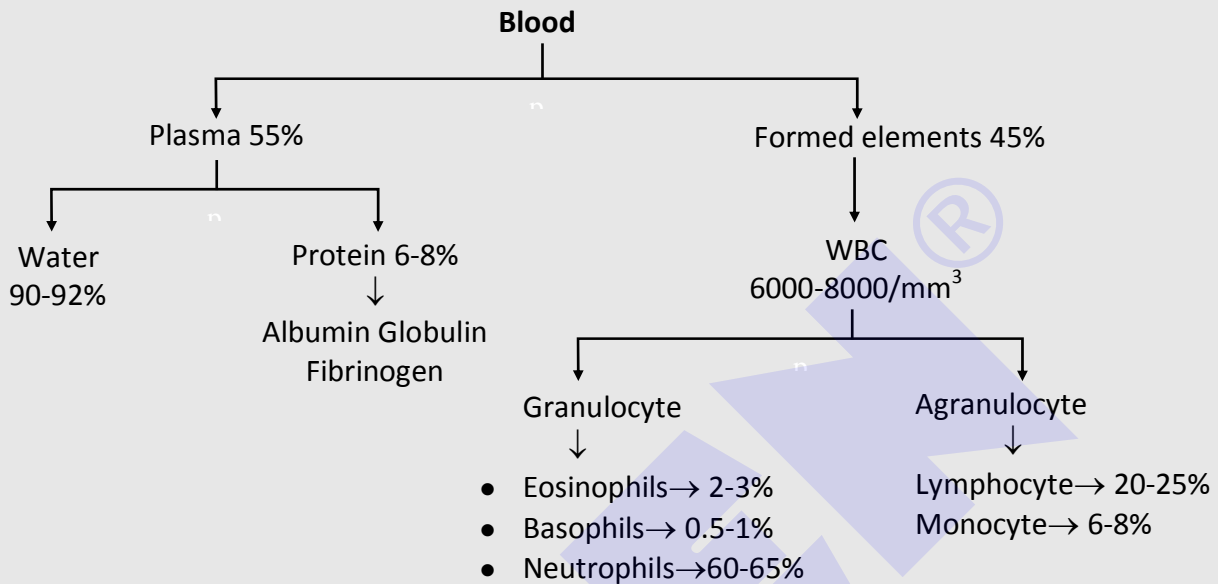 Blood
Plasma 55%
Formed elements 45%
Water
90-92%
Protein 6-8%
↓
Albumin Globulin
Fibrinogen
WBC
6000-8000/mm³
Granulocyte
↓
● Eosinophils→ 2-3%
● Basophils→ 0.5-1%
● Neutrophils→60-65%
Agranulocyte
↓
Lymphocyte→ 20-25%
Monocyte→ 6-8%
®